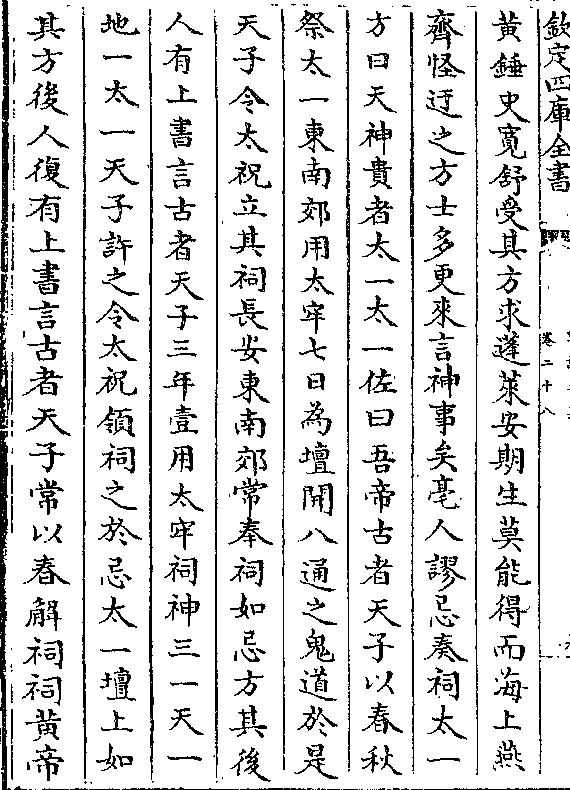 欽定四庫全書
卷二十八
黃錘史寛舒受其方求蓬萊安期生莫能得而海上燕
齊怪迂之方士多更來言神事矣亳人謬忌奏祠太一
方曰天神貴者太一太一佐曰吾帝古者天子以春秋
祭太一東南郊用太牢七日為壇開八通之鬼道於是
天子令太祝立其祠長安東南郊常奉祠如忌方其後
人有上書言古者天子三年壹用太牢祠神三一天一
地一太一天子許之令太祝領祠之於忌太一壇上如
其方後人復有上書言古者天子常以春解祠祠黃帝